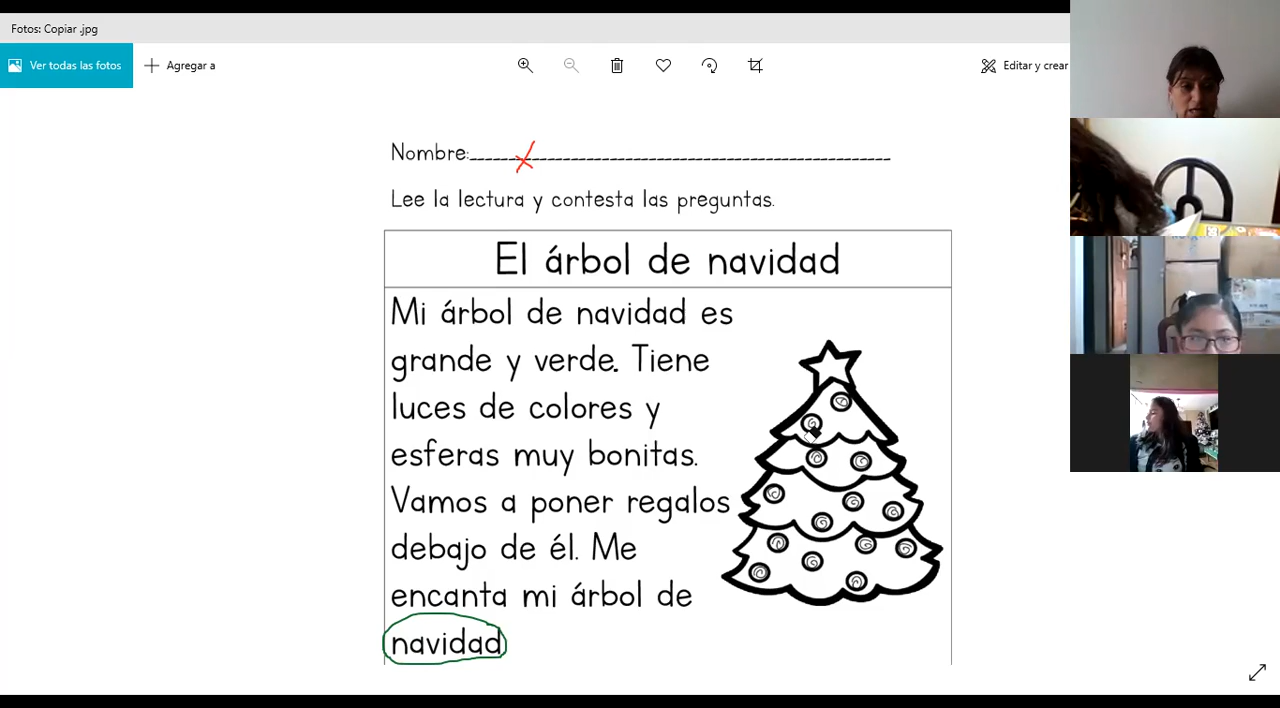 Fotos: Copiar .jpg
Ver todas las fotos
Agregar a
Editar y crear
Nombre:
Lee la lectura y contesta las preguntas.
El árbol de navidad
Mi árbol de navidad es
grande y verde. Tiene
luces de colores y
esferas muy bonitas.
Vamos a poner regalos
debajo de él. Me
encanta mi árbol de
navidad